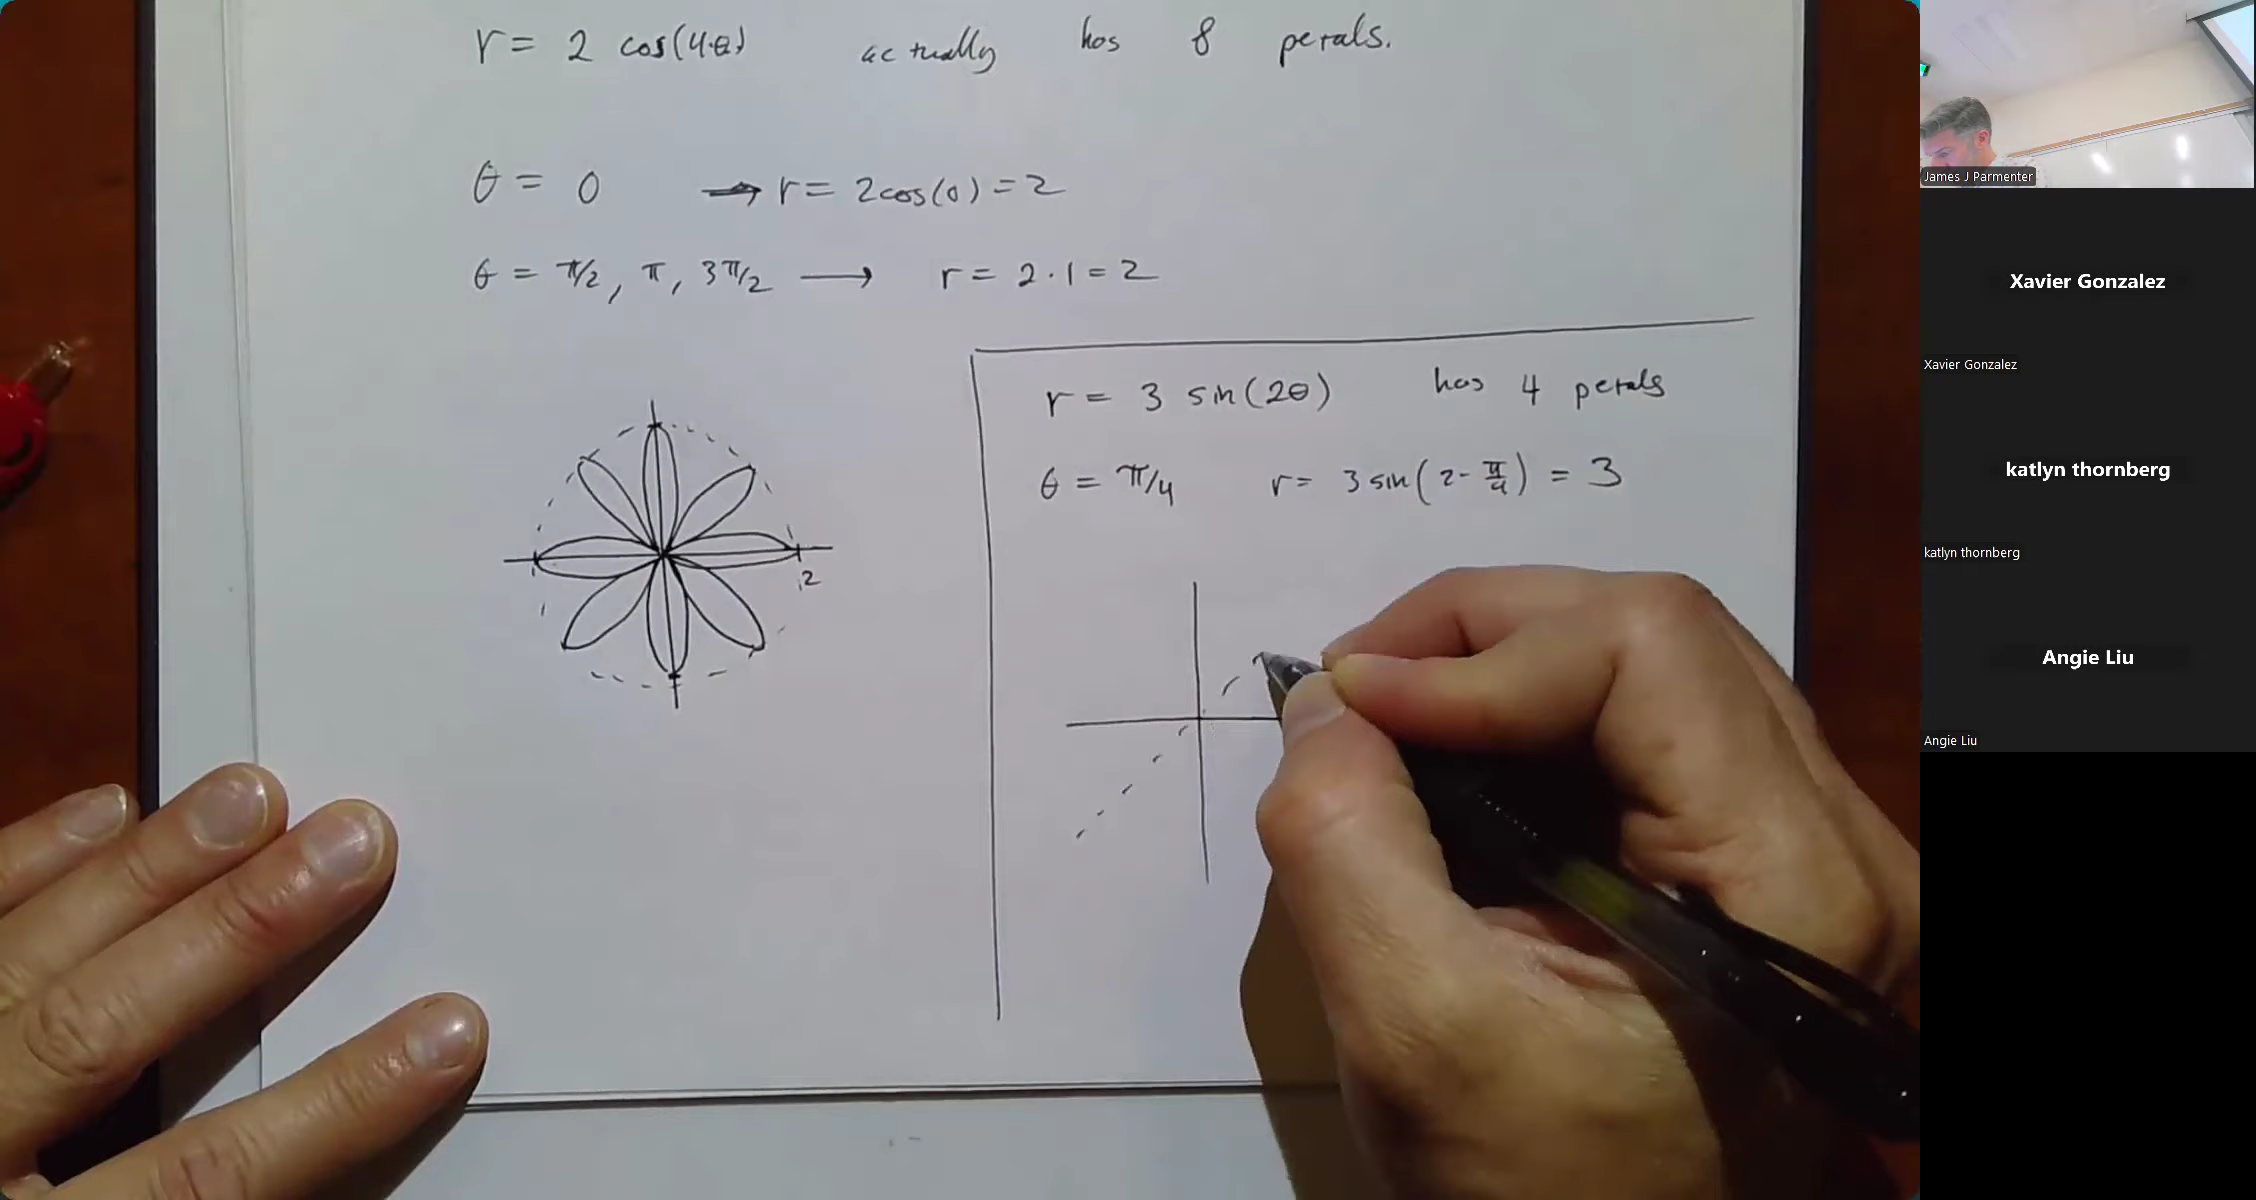 r = 2 cos(4·θ) actually has 8 petals.
θ = 0 → r = 2cos(0) = 2
θ = π/2, π, 3π/2 → r = 2·1 = 2
2
r = 3 sin(2θ) has 4 petals
θ = π/4 r = 3 sin(2·π/4) = 3
James J Parmenter
Xavier Gonzalez
Xavier Gonzalez
katlyn thornberg
katlyn thornberg
Angie Liu
Angie Liu